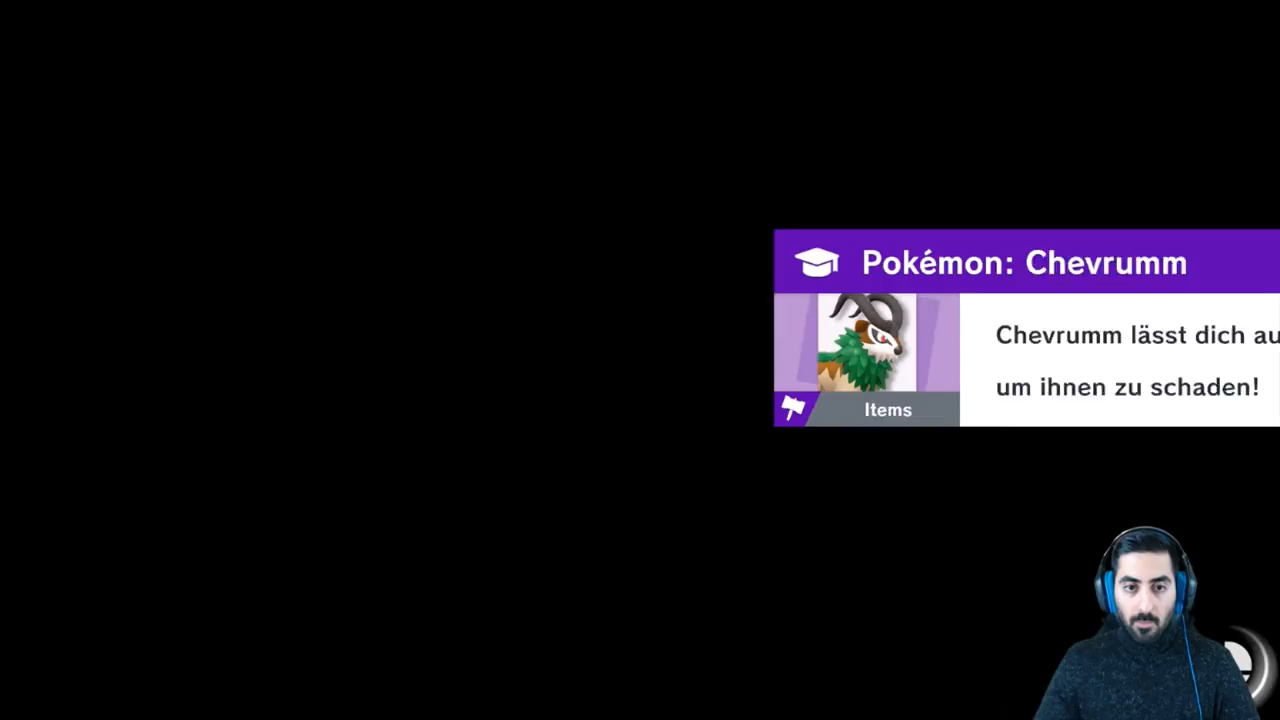 Pokémon: Chevrumm
Chevrumm lässt dich au
um ihnen zu schaden!
Items